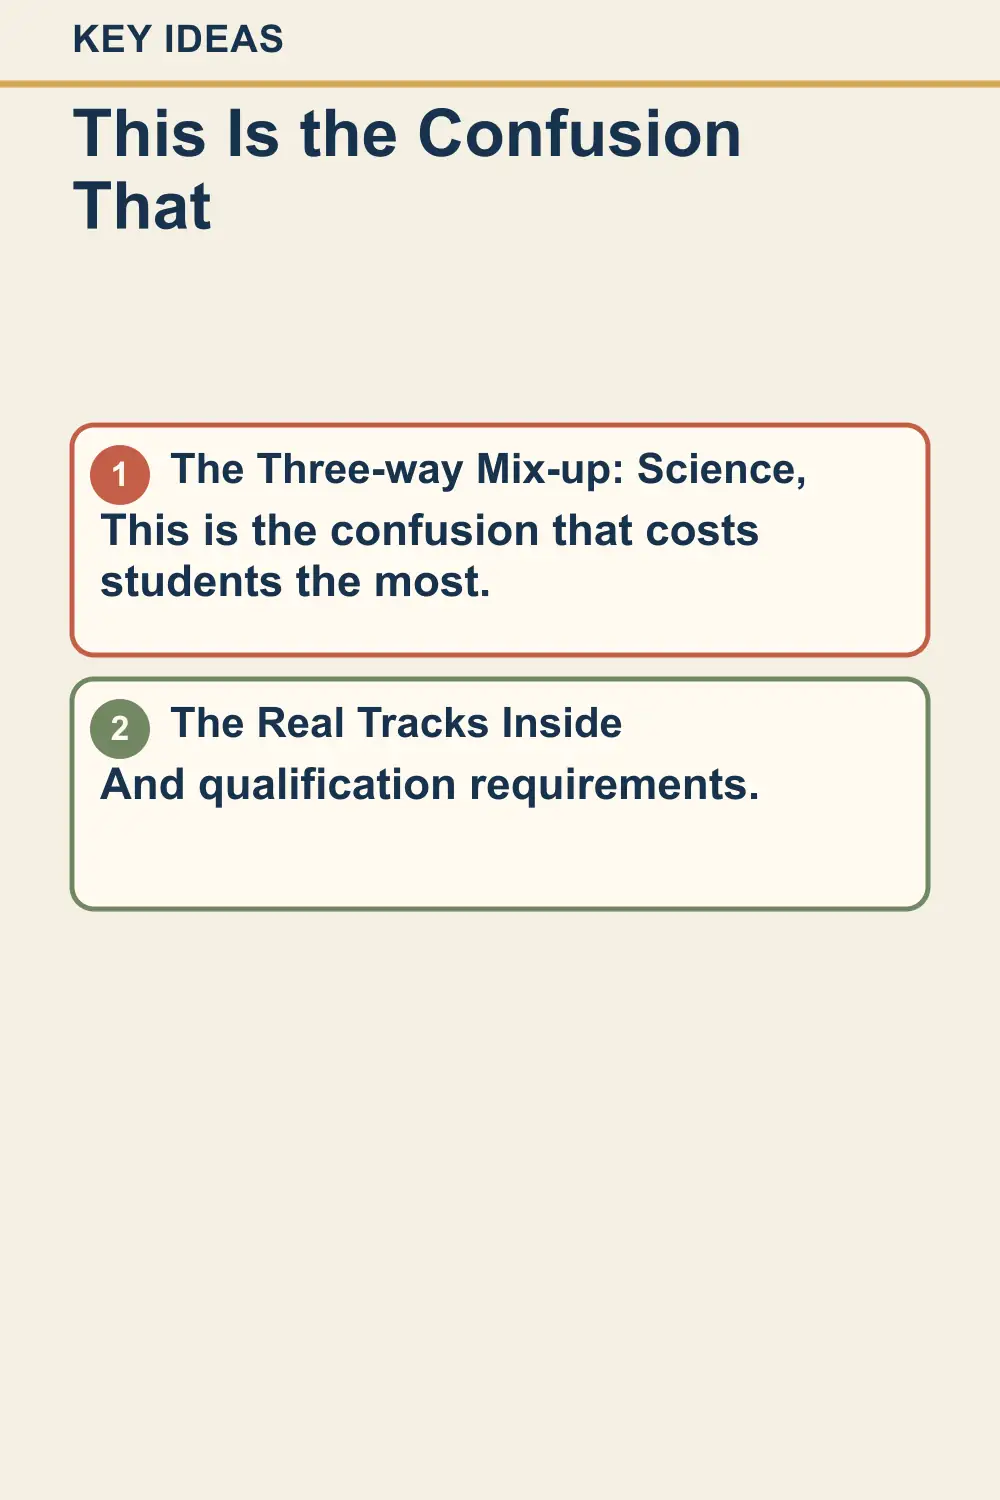 KEY IDEAS
This Is the Confusion
That
1 The Three-way Mix-up: Science,
This is the confusion that costs
students the most.
2 The Real Tracks Inside
And qualification requirements.